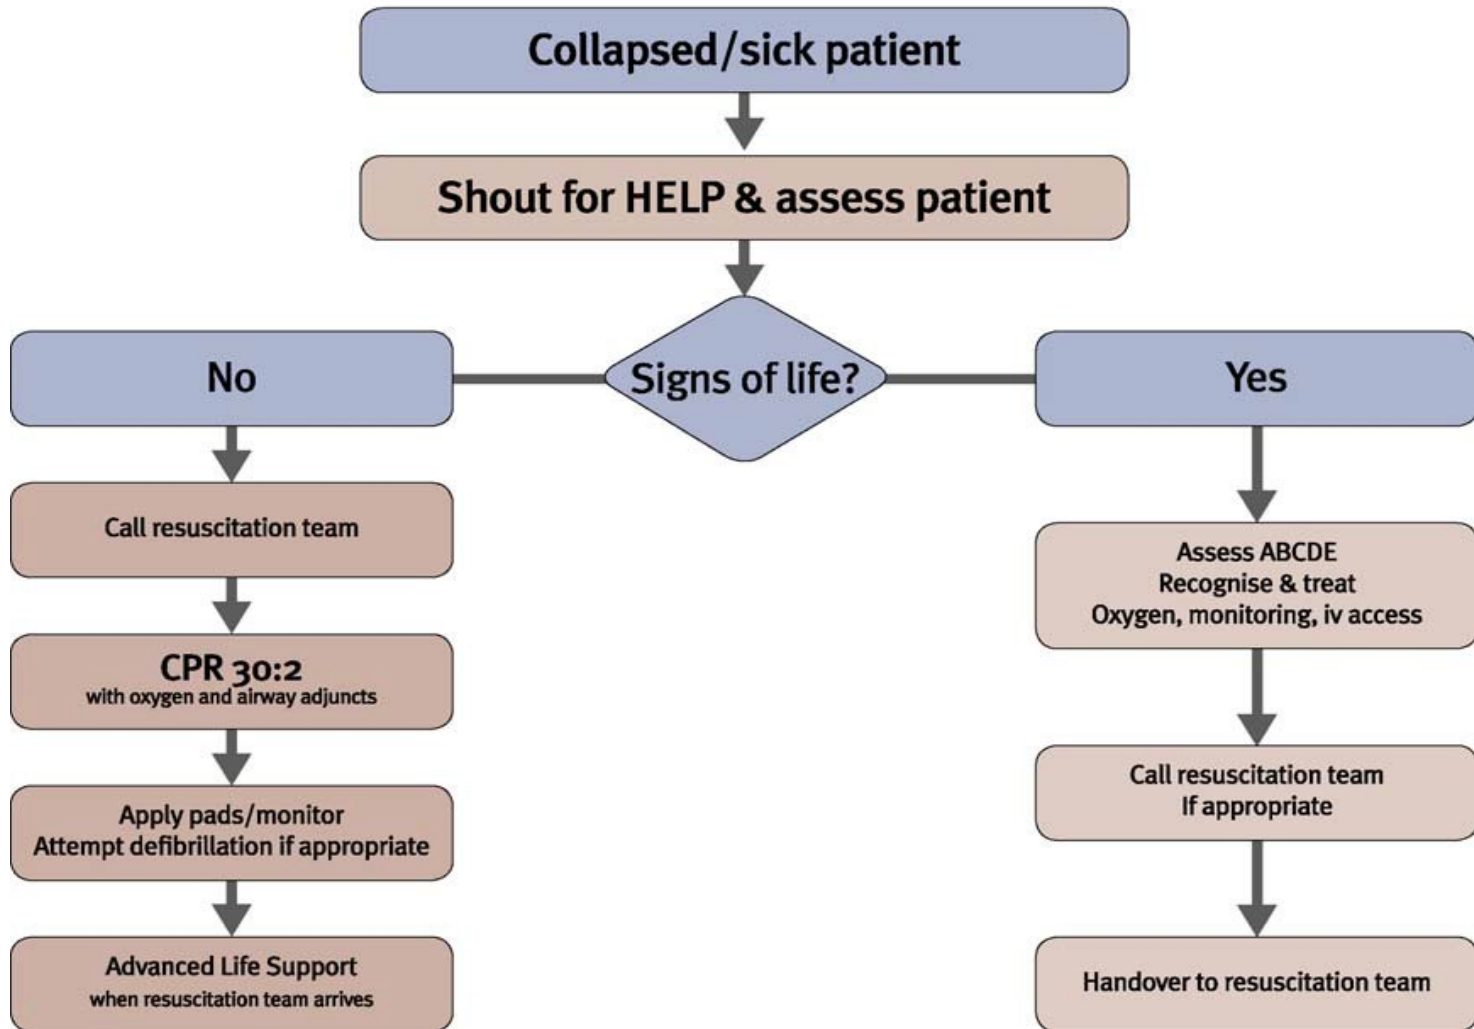 Collapsed/sick patient
Shout for HELP & assess patient
Signs of life?
No
Call resuscitation team
CPR 30:2
with oxygen and airway adjuncts
Apply pads/monitor
Attempt defibrillation if appropriate
Advanced Life Support
when resuscitation team arrives
Yes
Assess ABCDE
Recognise & treat
Oxygen, monitoring, iv access
Call resuscitation team
If appropriate
Handover to resuscitation team